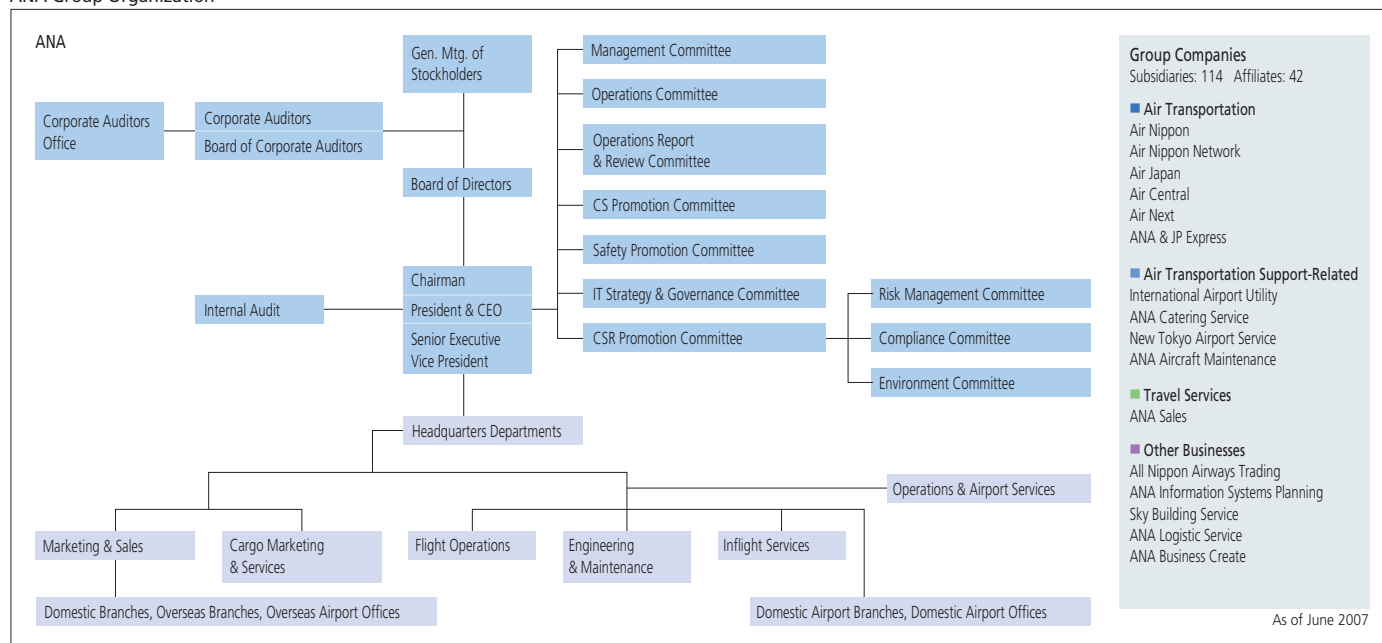 ANA Group Organization
ANA
Gen. Mtg. of
Stockholders
Corporate Auditors
Office
Corporate Auditors
Board of Corporate Auditors
Board of Directors
Internal Audit
Chairman
President & CEO
Senior Executive
Vice President
Management Committee
Operations Committee
Operations Report
& Review Committee
CS Promotion Committee
Safety Promotion Committee
IT Strategy & Governance Committee
CSR Promotion Committee
Risk Management Committee
Compliance Committee
Environment Committee
Headquarters Departments
Operations & Airport Services
Marketing & Sales
Cargo Marketing
& Services
Flight Operations
Engineering
& Maintenance
Inflight Services
Domestic Branches, Overseas Branches, Overseas Airport Offices
Domestic Airport Branches, Domestic Airport Offices
Group Companies
Subsidiaries: 114 Affiliates: 42
Air Transportation
Air Nippon
Air Nippon Network
Air Japan
Air Central
Air Next
ANA & JP Express
Air Transportation Support-Related
International Airport Utility
ANA Catering Service
New Tokyo Airport Service
ANA Aircraft Maintenance
Travel Services
ANA Sales
Other Businesses
All Nippon Airways Trading
ANA Information Systems Planning
Sky Building Service
ANA Logistic Service
ANA Business Create
As of June 2007